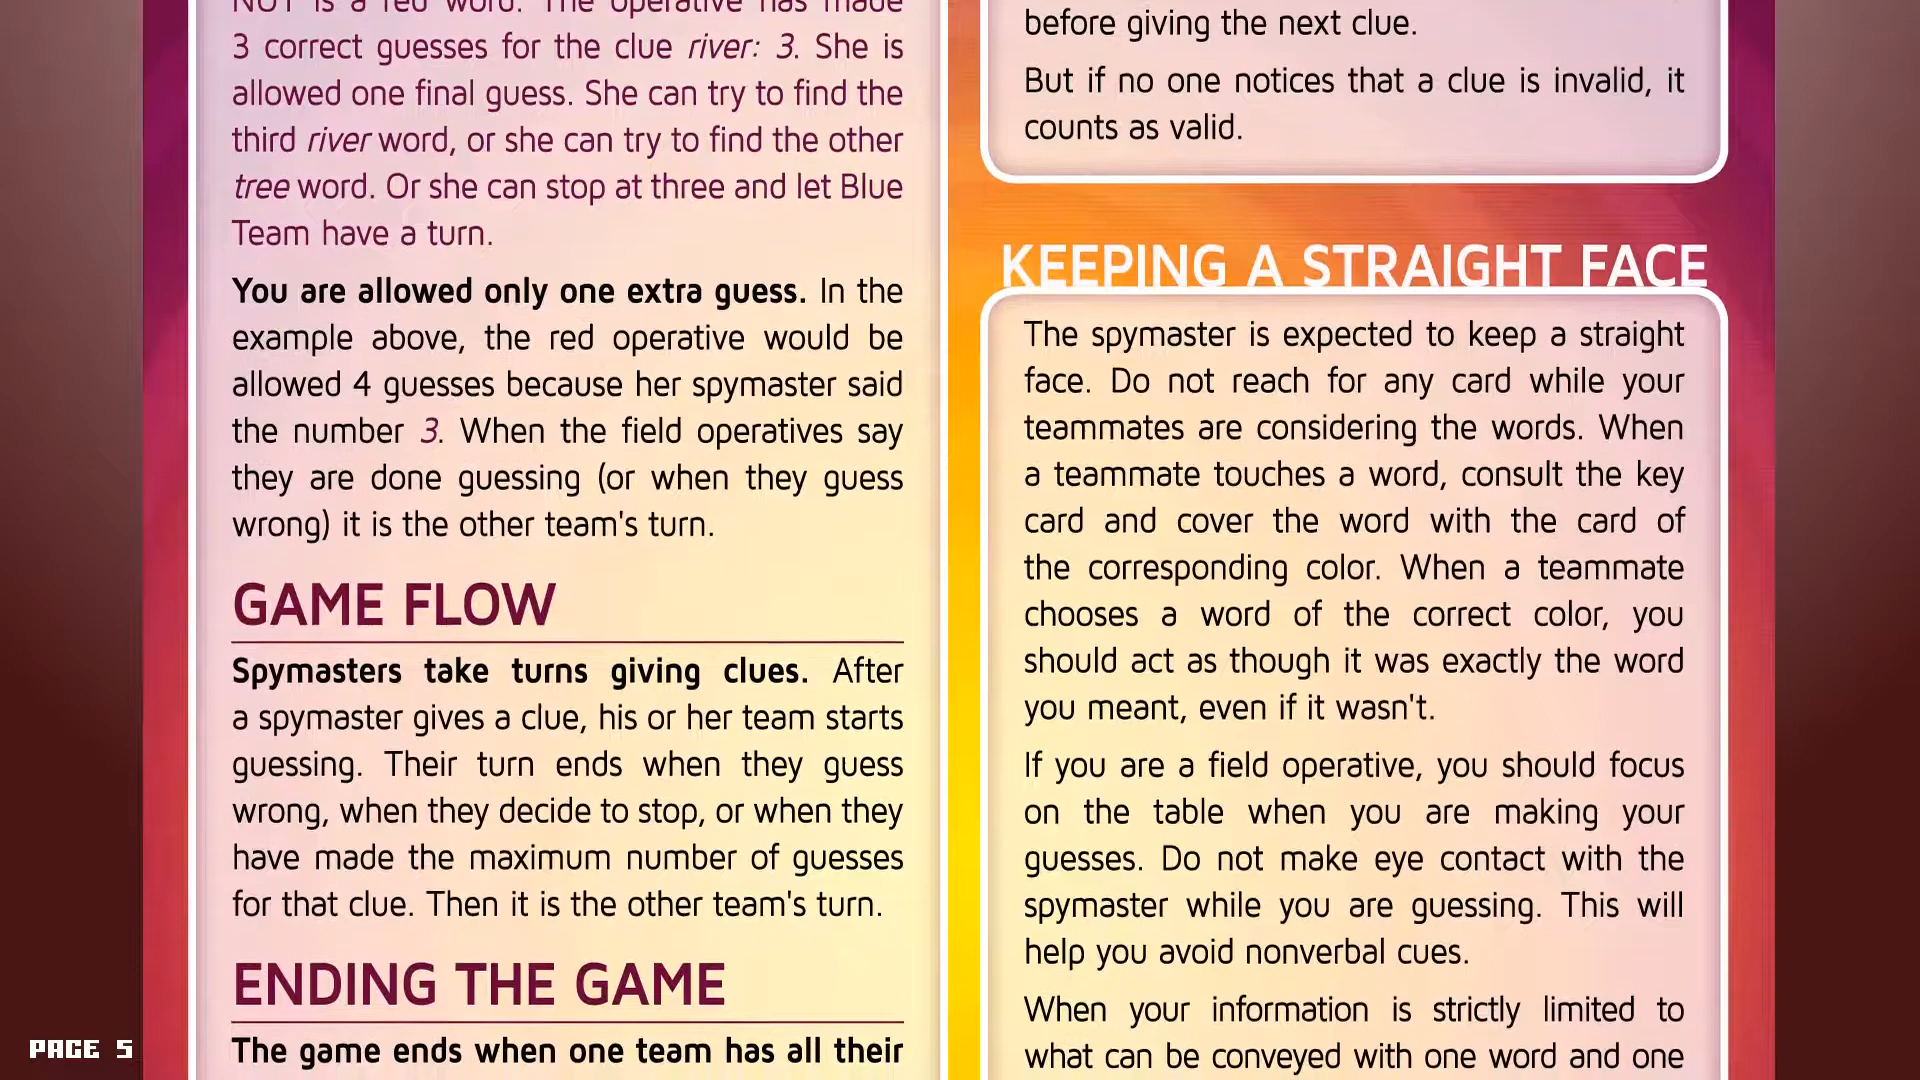 NOT is a red word. The operative has made
3 correct guesses for the clue river: 3. She is
allowed one final guess. She can try to find the
third river word, or she can try to find the other
tree word. Or she can stop at three and let Blue
Team have a turn.
You are allowed only one extra guess. In the
example above, the red operative would be
allowed 4 guesses because her spymaster said
the number 3. When the field operatives say
they are done guessing (or when they guess
wrong) it is the other team's turn.
GAME FLOW
Spymasters take turns giving clues. After
a spymaster gives a clue, his or her team starts
guessing. Their turn ends when they guess
wrong, when they decide to stop, or when they
have made the maximum number of guesses
for that clue. Then it is the other team's turn.
ENDING THE GAME
The game ends when one team has all their
before giving the next clue.
But if no one notices that a clue is invalid, it
counts as valid.
KEEPING A STRAIGHT FACE
The spymaster is expected to keep a straight
face. Do not reach for any card while your
teammates are considering the words. When
a teammate touches a word, consult the key
card and cover the word with the card of
the corresponding color. When a teammate
chooses a word of the correct color, you
should act as though it was exactly the word
you meant, even if it wasn't.
If you are a field operative, you should focus
on the table when you are making your
guesses. Do not make eye contact with the
spymaster while you are guessing. This will
help you avoid nonverbal cues.
When your information is strictly limited to
what can be conveyed with one word and one
PAGE 5